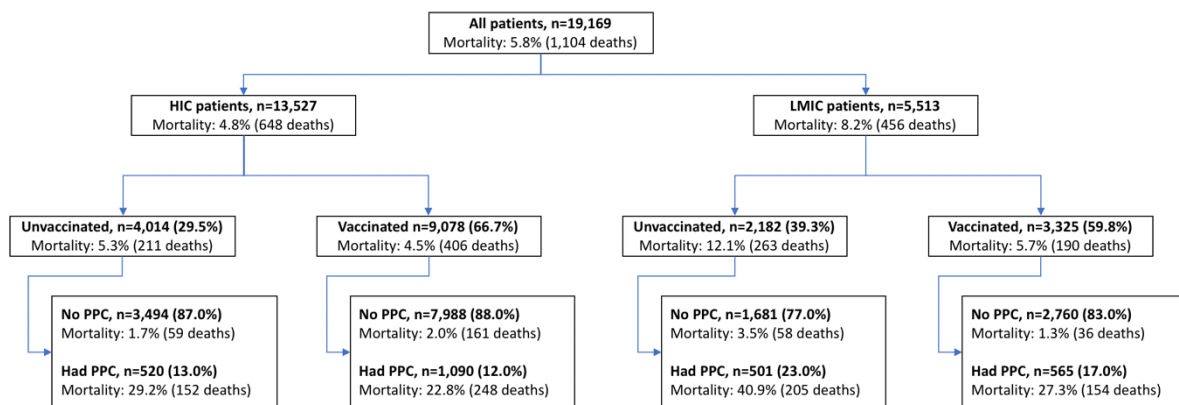 All patients, n=19,169
Mortality: 5.8% (1,104 deaths)
HIC patients, n=13,527
Mortality: 4.8% (648 deaths)
LMIC patients, n=5,513
Mortality: 8.2% (456 deaths)
Unvaccinated, n=4,014 (29.5%)
Mortality: 5.3% (211 deaths)
Vaccinated n=9,078 (66.7%)
Mortality: 4.5% (406 deaths)
Unvaccinated, n=2,182 (39.3%)
Mortality: 12.1% (263 deaths)
Vaccinated, n=3,325 (59.8%)
Mortality: 5.7% (190 deaths)
No PPC, n=3,494 (87.0%)
Mortality: 1.7% (59 deaths)
Had PPC, n=520 (13.0%)
Mortality: 29.2% (152 deaths)
No PPC, n=7,988 (88.0%)
Mortality: 2.0% (161 deaths)
Had PPC, n=1,090 (12.0%)
Mortality: 22.8% (248 deaths)
No PPC, n=1,681 (77.0%)
Mortality: 3.5% (58 deaths)
Had PPC, n=501 (23.0%)
Mortality: 40.9% (205 deaths)
No PPC, n=2,760 (83.0%)
Mortality: 1.3% (36 deaths)
Had PPC, n=565 (17.0%)
Mortality: 27.3% (154 deaths)